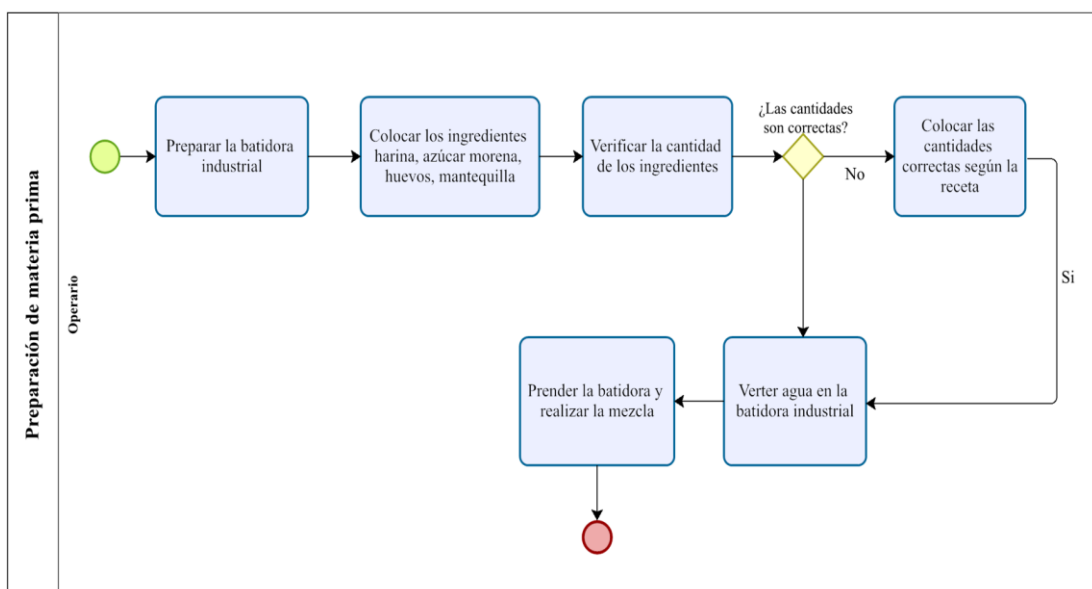 Preparación de materia prima
Operario
Preparar la batidora
industrial
Colocar los ingredientes
harina, azúcar morena,
huevos, mantequilla
Verificar la cantidad
de los ingredientes
¿Las cantidades
son correctas?
No
Colocar las
cantidades
correctas según la
receta
Si
Verter agua en la
batidora industrial
Prender la batidora y
realizar la mezcla